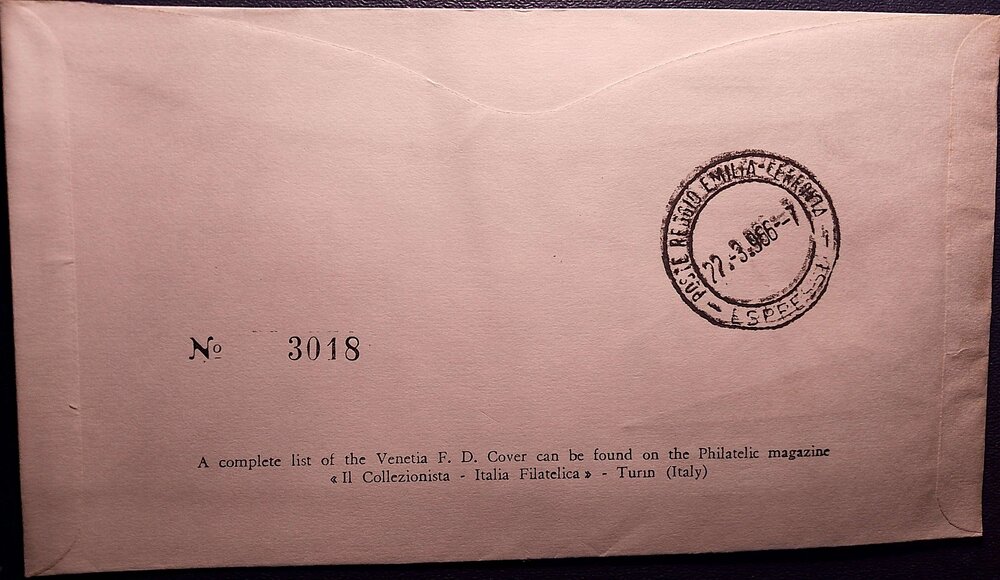 POSTE REGGIO EMILIA-FERROVIA
22.-3.966.-7
ESPRESSI
Nº 3018
A complete list of the Venetia F. D. Cover can be found on the Philatelic magazine
« Il Collezionista - Italia Filatelica » - Turin (Italy)